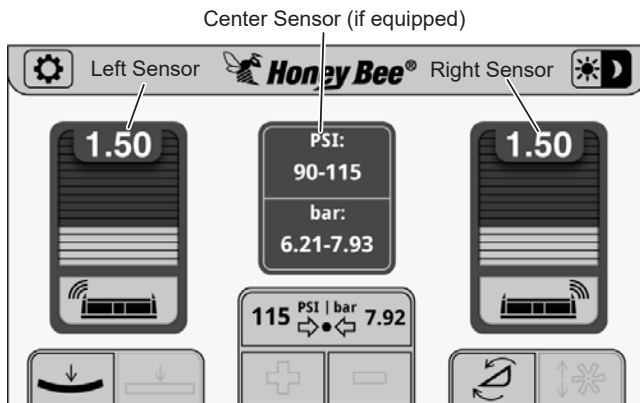 Center Sensor (if equipped)
Left Sensor
Honey Bee®
Right Sensor
1.50
PSI:
90-115
bar:
6.21-7.93
1.50
115 PSI | bar 7.92